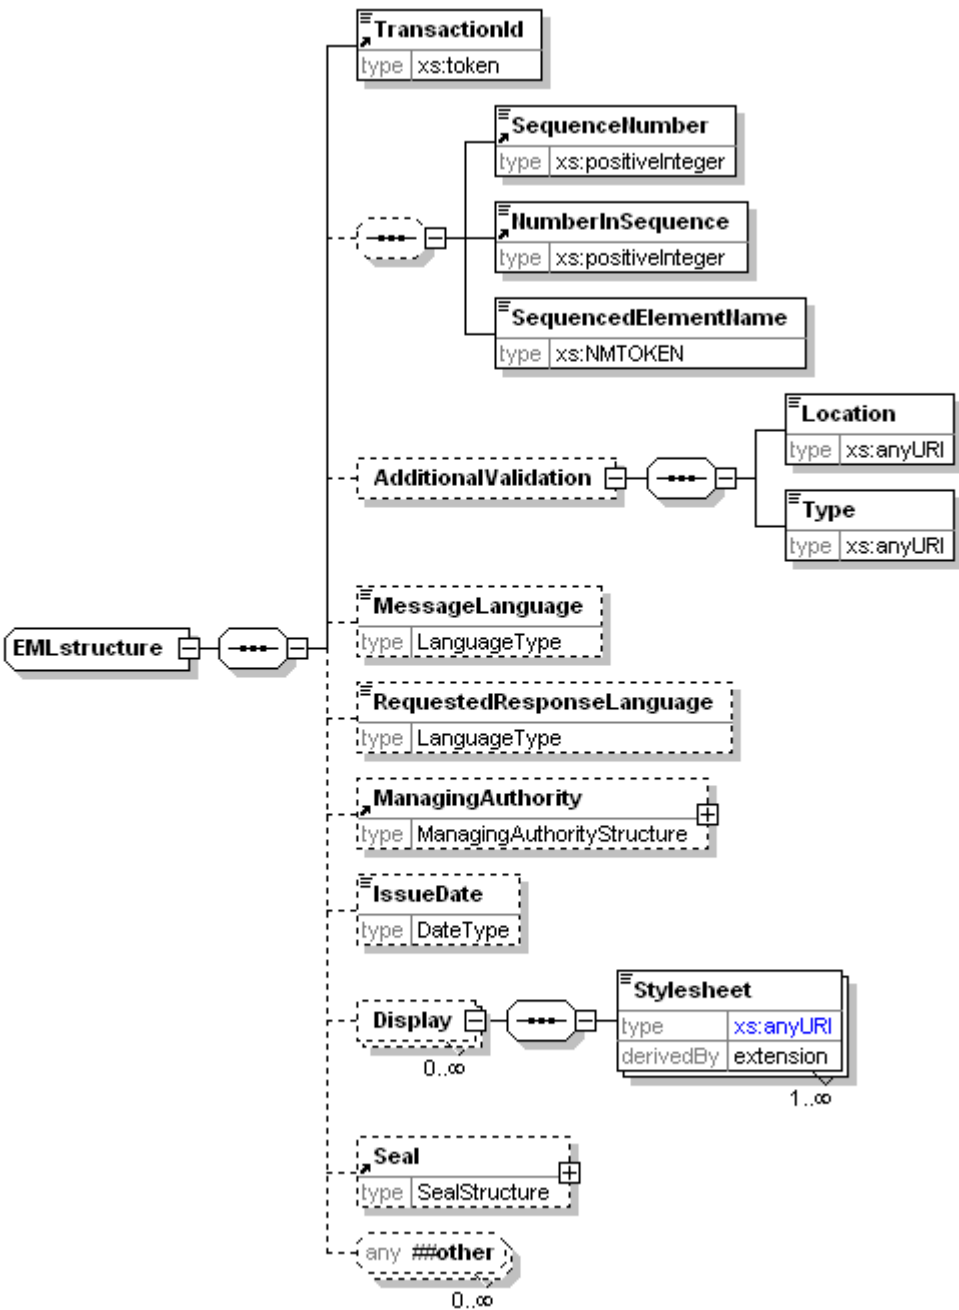 TransactionId
type xs:token
SequenceNumber
type xs:positiveInteger
NumberInSequence
type xs:positiveInteger
SequencedElementName
type xs:NMTOKEN
Location
type xs:anyURI
AdditionalValidation
Type
type xs:anyURI
MessageLanguage
type LanguageType
EMLstructure
RequestedResponseLanguage
type LanguageType
ManagingAuthority
type ManagingAuthorityStructure
IssueDate
type DateType
Stylesheet
Display
type xs:anyURI
derivedBy extension
0..∞
1..∞
Seal
type SealStructure
any ##other
0..∞